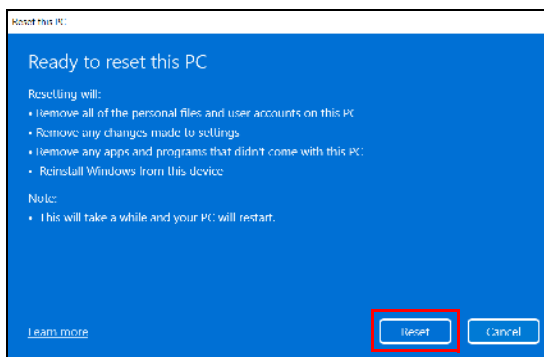 Reset this PC
Ready to reset this PC
Resetting will:
• Remove all of the personal files and user accounts on this PC
• Remove any changes made to settings
• Remove any apps and programs that didn't come with this PC
• Reinstall Windows from this device
Note:
• This will take a while and your PC will restart.
Learn more
Reset
Cancel